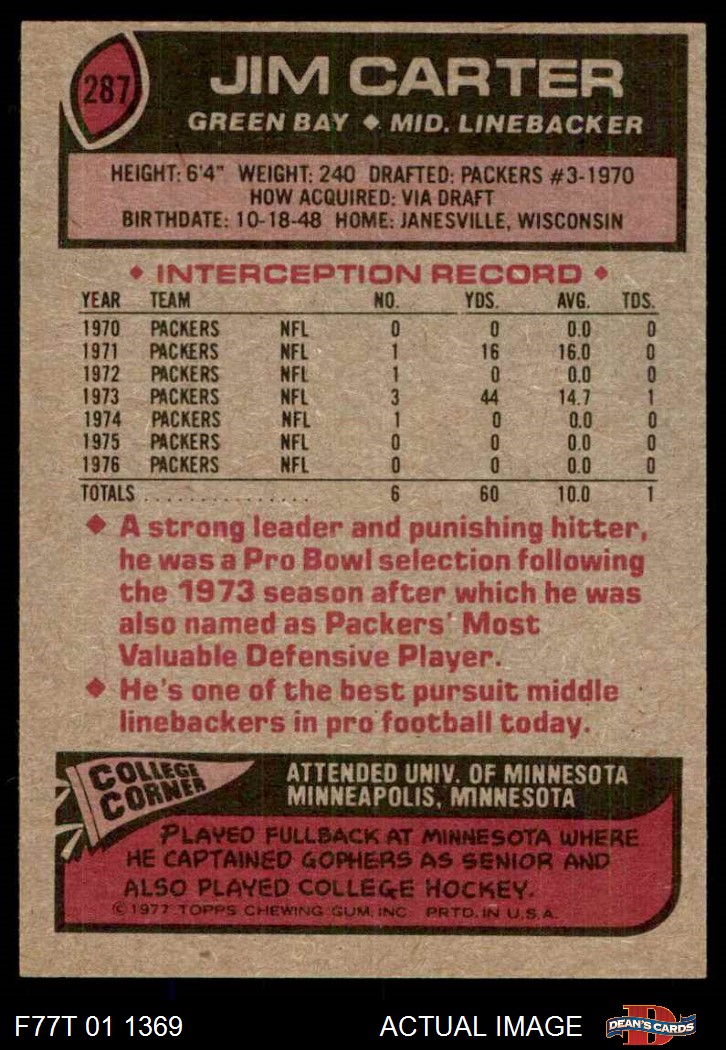 287
JIM CARTER
GREEN BAY ◆ MID. LINEBACKER
HEIGHT: 6'4" WEIGHT: 240 DRAFTED: PACKERS #3-1970
HOW ACQUIRED: VIA DRAFT
BIRTHDATE: 10-18-48 HOME: JANESVILLE, WISCONSIN
◆ INTERCEPTION RECORD ◆
YEAR TEAM NO. YDS. AVG. TDS.
1970 PACKERS NFL 0 0 0.0 0
1971 PACKERS NFL 1 16 16.0 0
1972 PACKERS NFL 1 0 0.0 0
1973 PACKERS NFL 3 44 14.7 1
1974 PACKERS NFL 1 0 0.0 0
1975 PACKERS NFL 0 0 0.0 0
1976 PACKERS NFL 0 0 0.0 0
TOTALS ................ 6 60 10.0 1
◆ A strong leader and punishing hitter,
he was a Pro Bowl selection following
the 1973 season after which he was
also named as Packers' Most
Valuable Defensive Player.
◆ He's one of the best pursuit middle
linebackers in pro football today.
COLLEGE
CORNER
ATTENDED UNIV. OF MINNESOTA
MINNEAPOLIS, MINNESOTA
PLAYED FULLBACK AT MINNESOTA WHERE
HE CAPTAINED GOPHERS AS SENIOR AND
ALSO PLAYED COLLEGE HOCKEY.
© 1977 TOPPS CHEWING GUM, INC. PRTD. IN U.S.A.
F77T 01 1369 ACTUAL IMAGE
D
DEAN'S CARDS